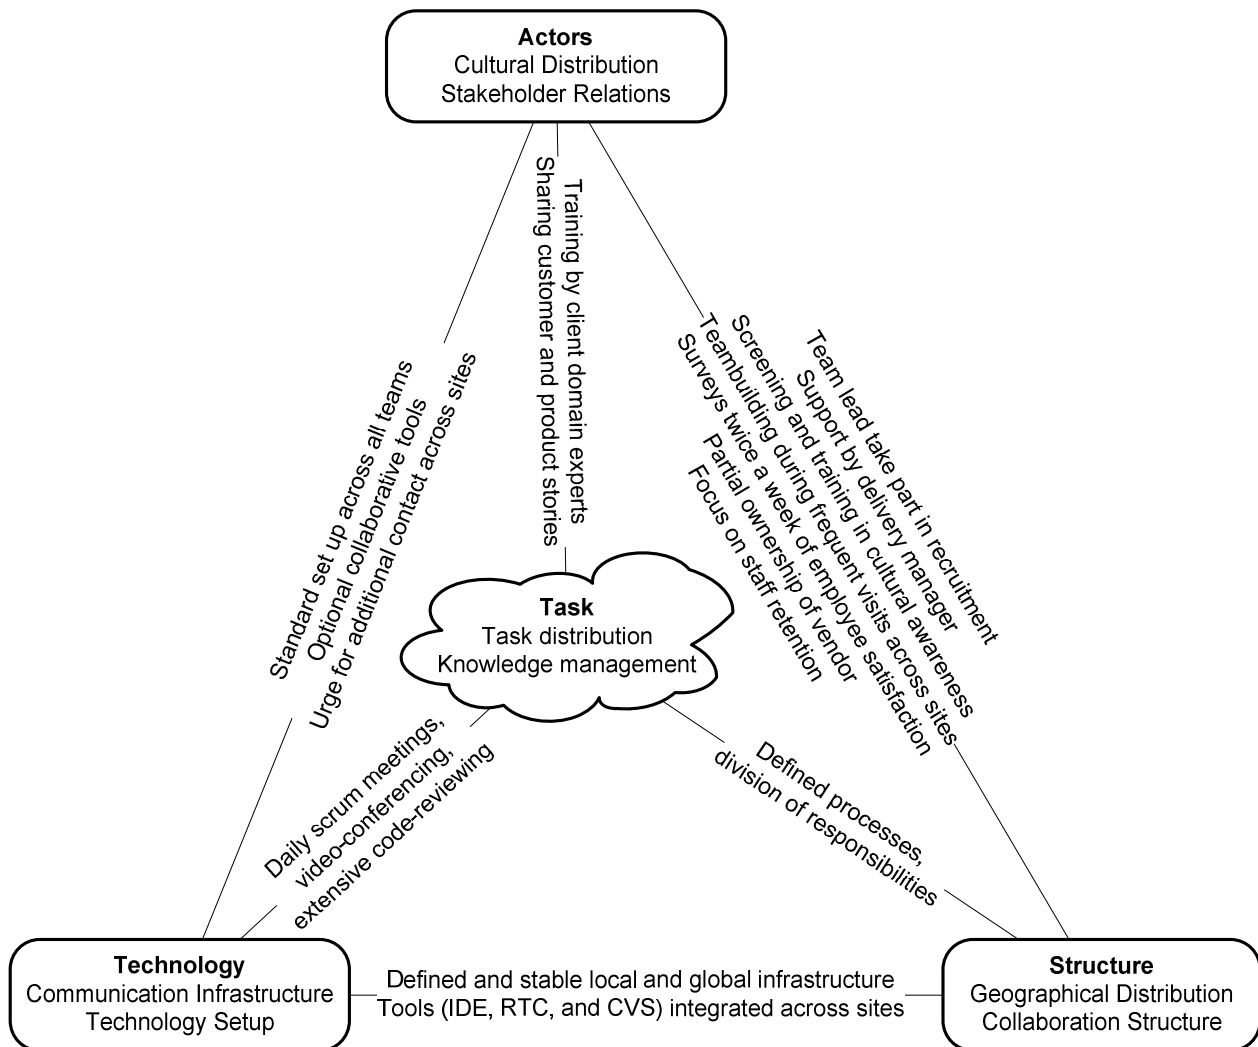 Actors
Cultural Distribution
Stakeholder Relations
Training by client domain experts
Sharing customer and product stories
Standard set up across all teams
Optional collaborative tools
Urge for additional contact across sites
Team lead take part in recruitment
Support by delivery manager
Screening and training in cultural awareness
Teambuilding during frequent visits across sites
Surveys twice a week of employee satisfaction
Partial ownership of vendor
Focus on staff retention
Task
Task distribution
Knowledge management
Daily scrum meetings,
video-conferencing,
extensive code-reviewing
Defined processes,
division of responsibilities
Technology
Communication Infrastructure
Technology Setup
Defined and stable local and global infrastructure
Tools (IDE, RTC, and CVS) integrated across sites
Structure
Geographical Distribution
Collaboration Structure